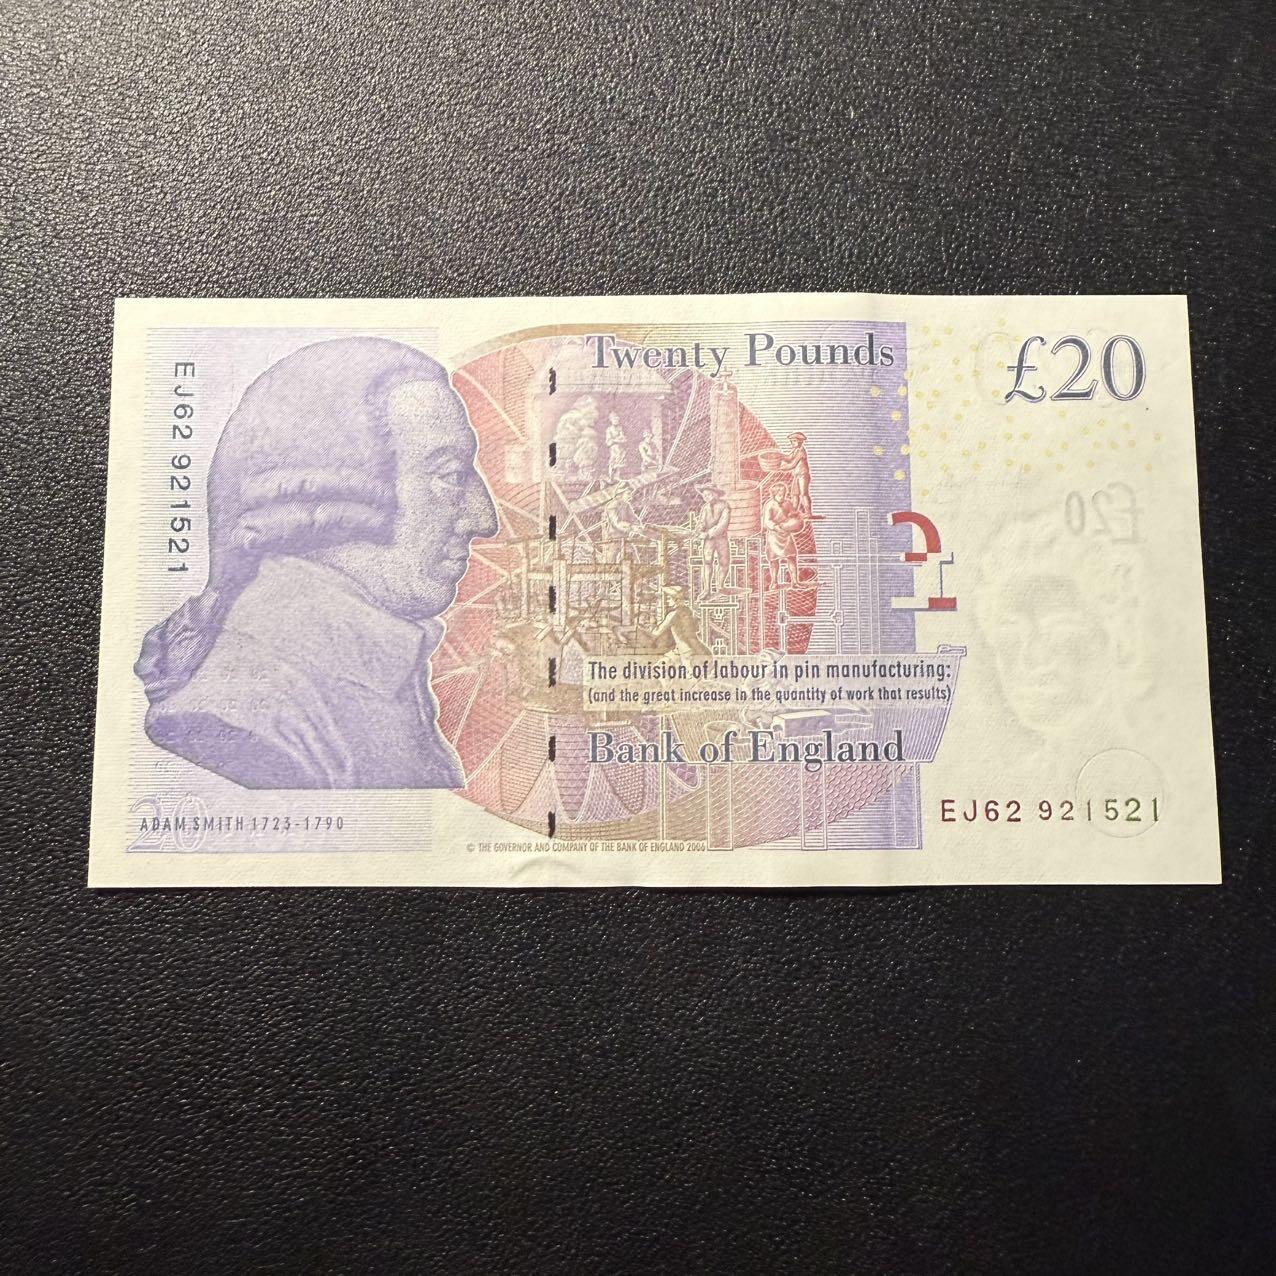 Twenty Pounds
£20
EJ62 921521
The division of labour in pin manufacturing:
(and the great increase in the quantity of work that results)
Bank of England
EJ62 921521
20
ADAM SMITH 1723-1790
© THE GOVERNOR AND COMPANY OF THE BANK OF ENGLAND 2006